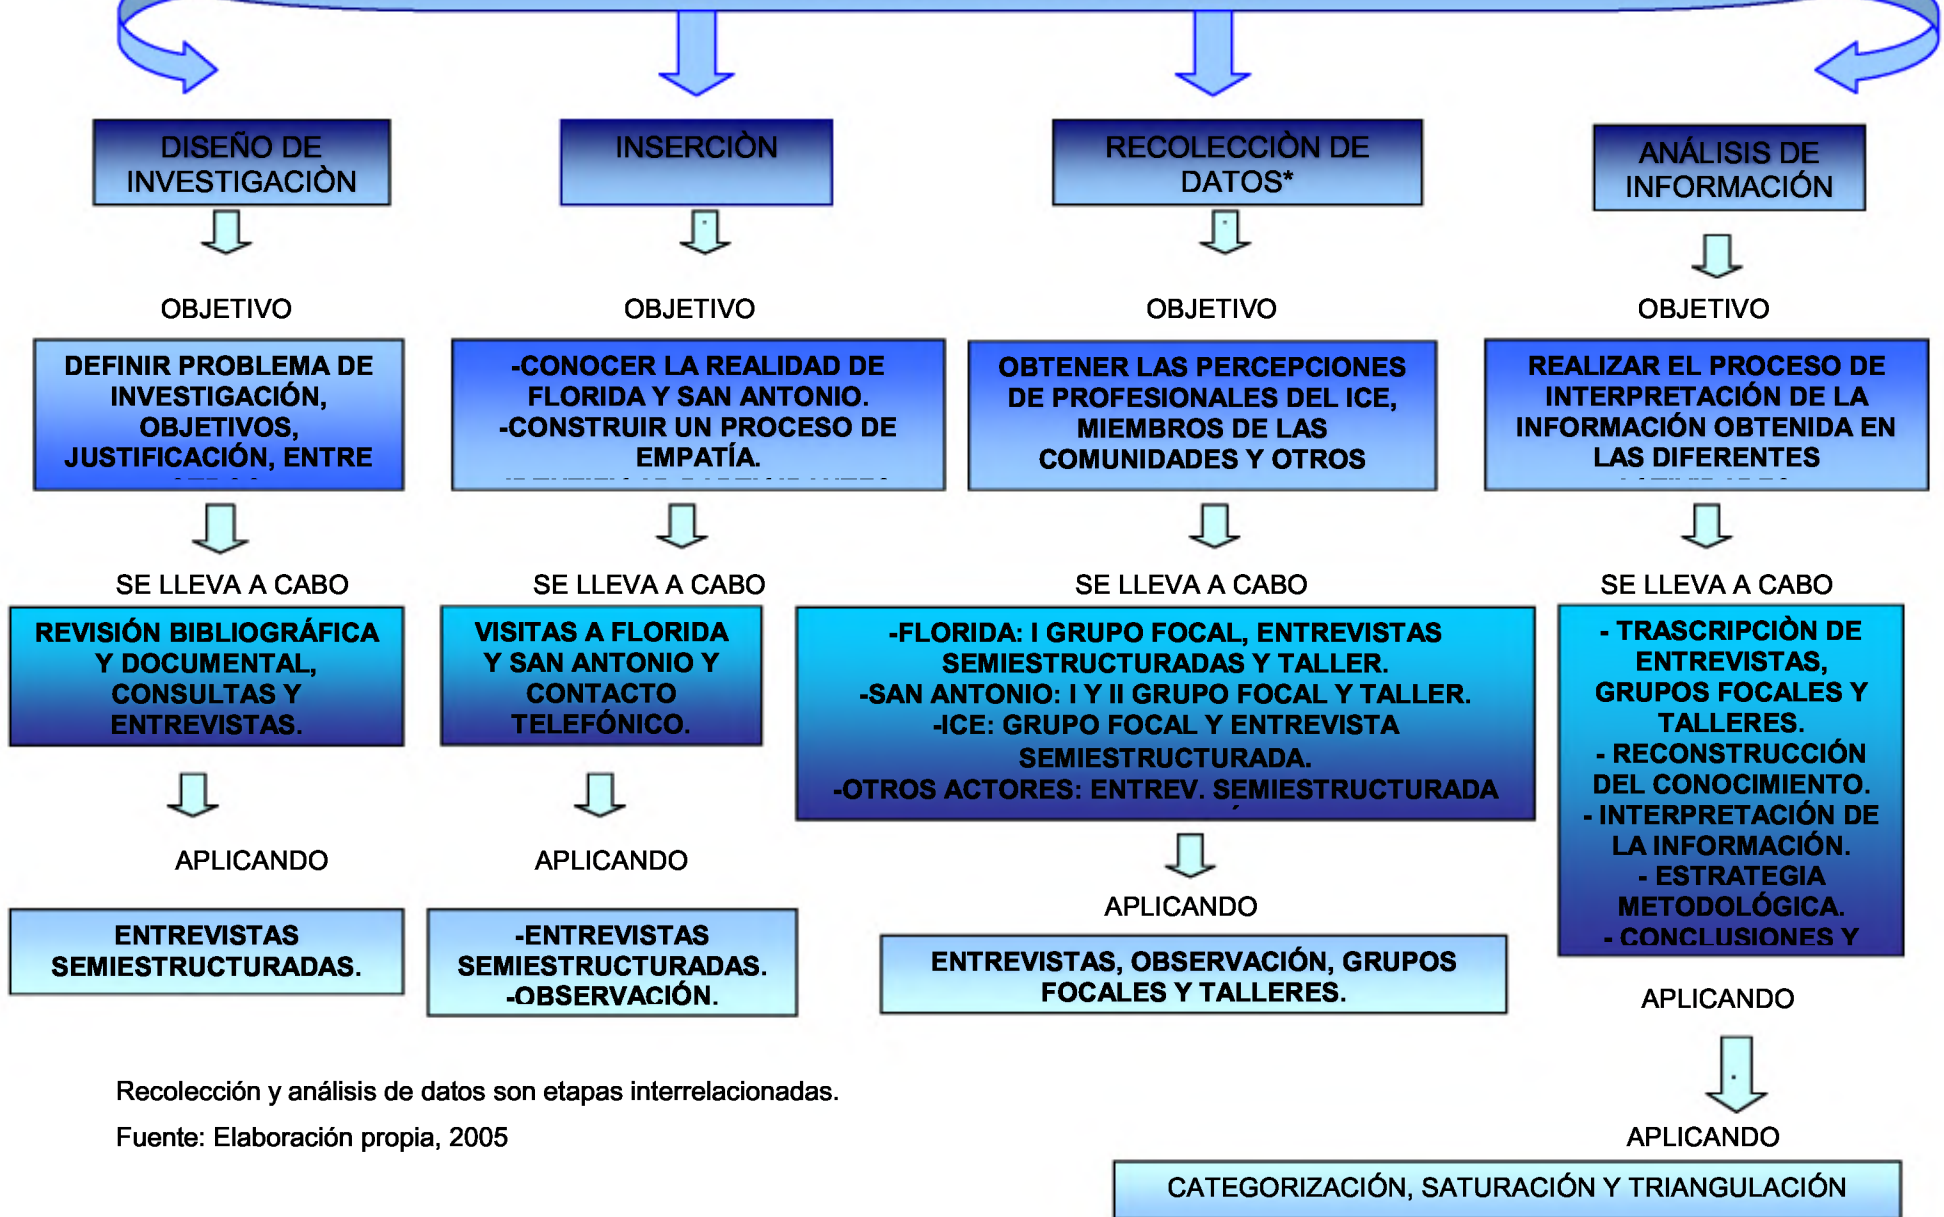 DISEÑO DE
INVESTIGACIÒN
OBJETIVO
DEFINIR PROBLEMA DE
INVESTIGACIÓN,
OBJETIVOS,
JUSTIFICACIÓN, ENTRE
SE LLEVA A CABO
REVISIÓN BIBLIOGRÁFICA
Y DOCUMENTAL,
CONSULTAS Y
ENTREVISTAS.
APLICANDO
ENTREVISTAS
SEMIESTRUCTURADAS.
INSERCIÒN
OBJETIVO
-CONOCER LA REALIDAD DE
FLORIDA Y SAN ANTONIO.
-CONSTRUIR UN PROCESO DE
EMPATÍA.
SE LLEVA A CABO
VISITAS A FLORIDA
Y SAN ANTONIO Y
CONTACTO
TELEFÓNICO.
APLICANDO
-ENTREVISTAS
SEMIESTRUCTURADAS.
-OBSERVACIÓN.
RECOLECCIÒN DE
DATOS*
OBJETIVO
OBTENER LAS PERCEPCIONES
DE PROFESIONALES DEL ICE,
MIEMBROS DE LAS
COMUNIDADES Y OTROS
SE LLEVA A CABO
-FLORIDA: I GRUPO FOCAL, ENTREVISTAS
SEMIESTRUCTURADAS Y TALLER.
-SAN ANTONIO: I Y II GRUPO FOCAL Y TALLER.
-ICE: GRUPO FOCAL Y ENTREVISTA
SEMIESTRUCTURADA.
-OTROS ACTORES: ENTREV. SEMIESTRUCTURADA
APLICANDO
ENTREVISTAS, OBSERVACIÓN, GRUPOS
FOCALES Y TALLERES.
ANÁLISIS DE
INFORMACIÓN
OBJETIVO
REALIZAR EL PROCESO DE
INTERPRETACIÓN DE LA
INFORMACIÓN OBTENIDA EN
LAS DIFERENTES
SE LLEVA A CABO
- TRASCRIPCIÒN DE
ENTREVISTAS,
GRUPOS FOCALES Y
TALLERES.
- RECONSTRUCCIÓN
DEL CONOCIMIENTO.
- INTERPRETACIÓN DE
LA INFORMACIÓN.
- ESTRATEGIA
METODOLÓGICA.
- CONCLUSIONES Y
APLICANDO
APLICANDO
CATEGORIZACIÓN, SATURACIÓN Y TRIANGULACIÓN
Recolección y análisis de datos son etapas interrelacionadas.
Fuente: Elaboración propia, 2005